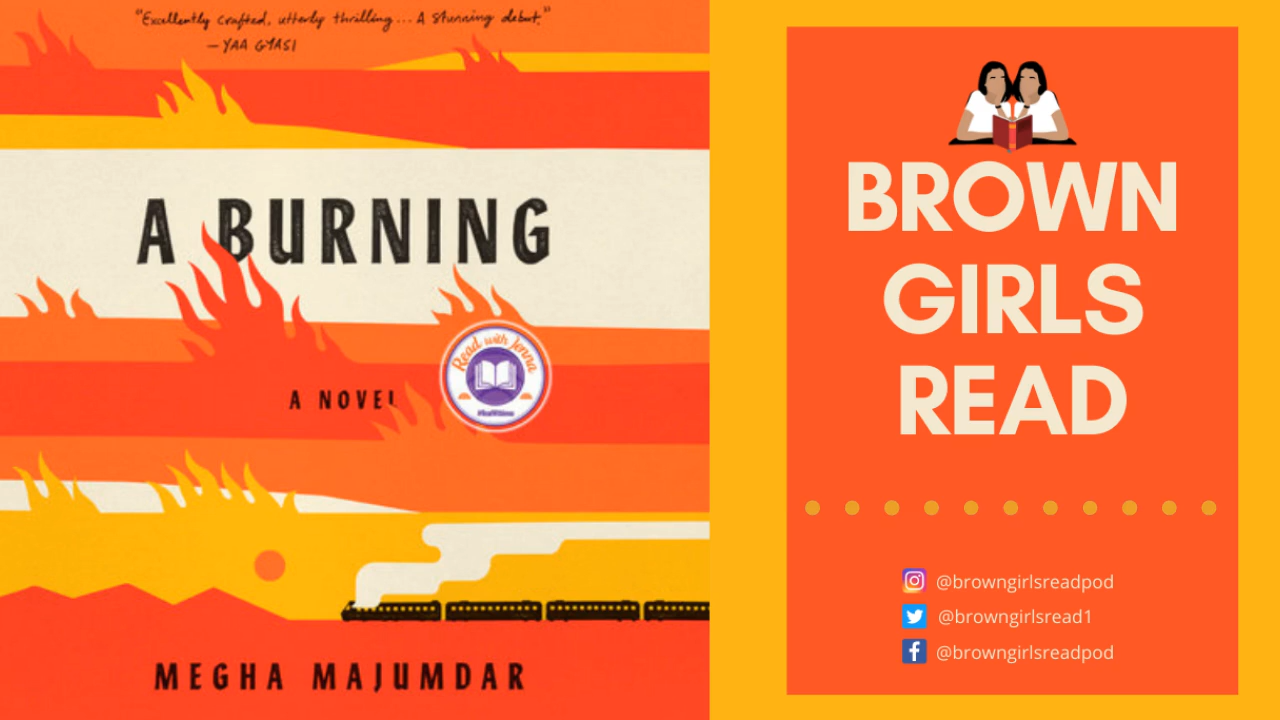 "Excellently crafted, utterly thrilling... A stunning debut."
— YAA GYASI
A BURNING
A NOVEL
Read with Jenna
MEGHA MAJUMDAR
BROWN
GIRLS
READ
@browngirlsreadpod
@browngirlsread1
@browngirlsreadpod